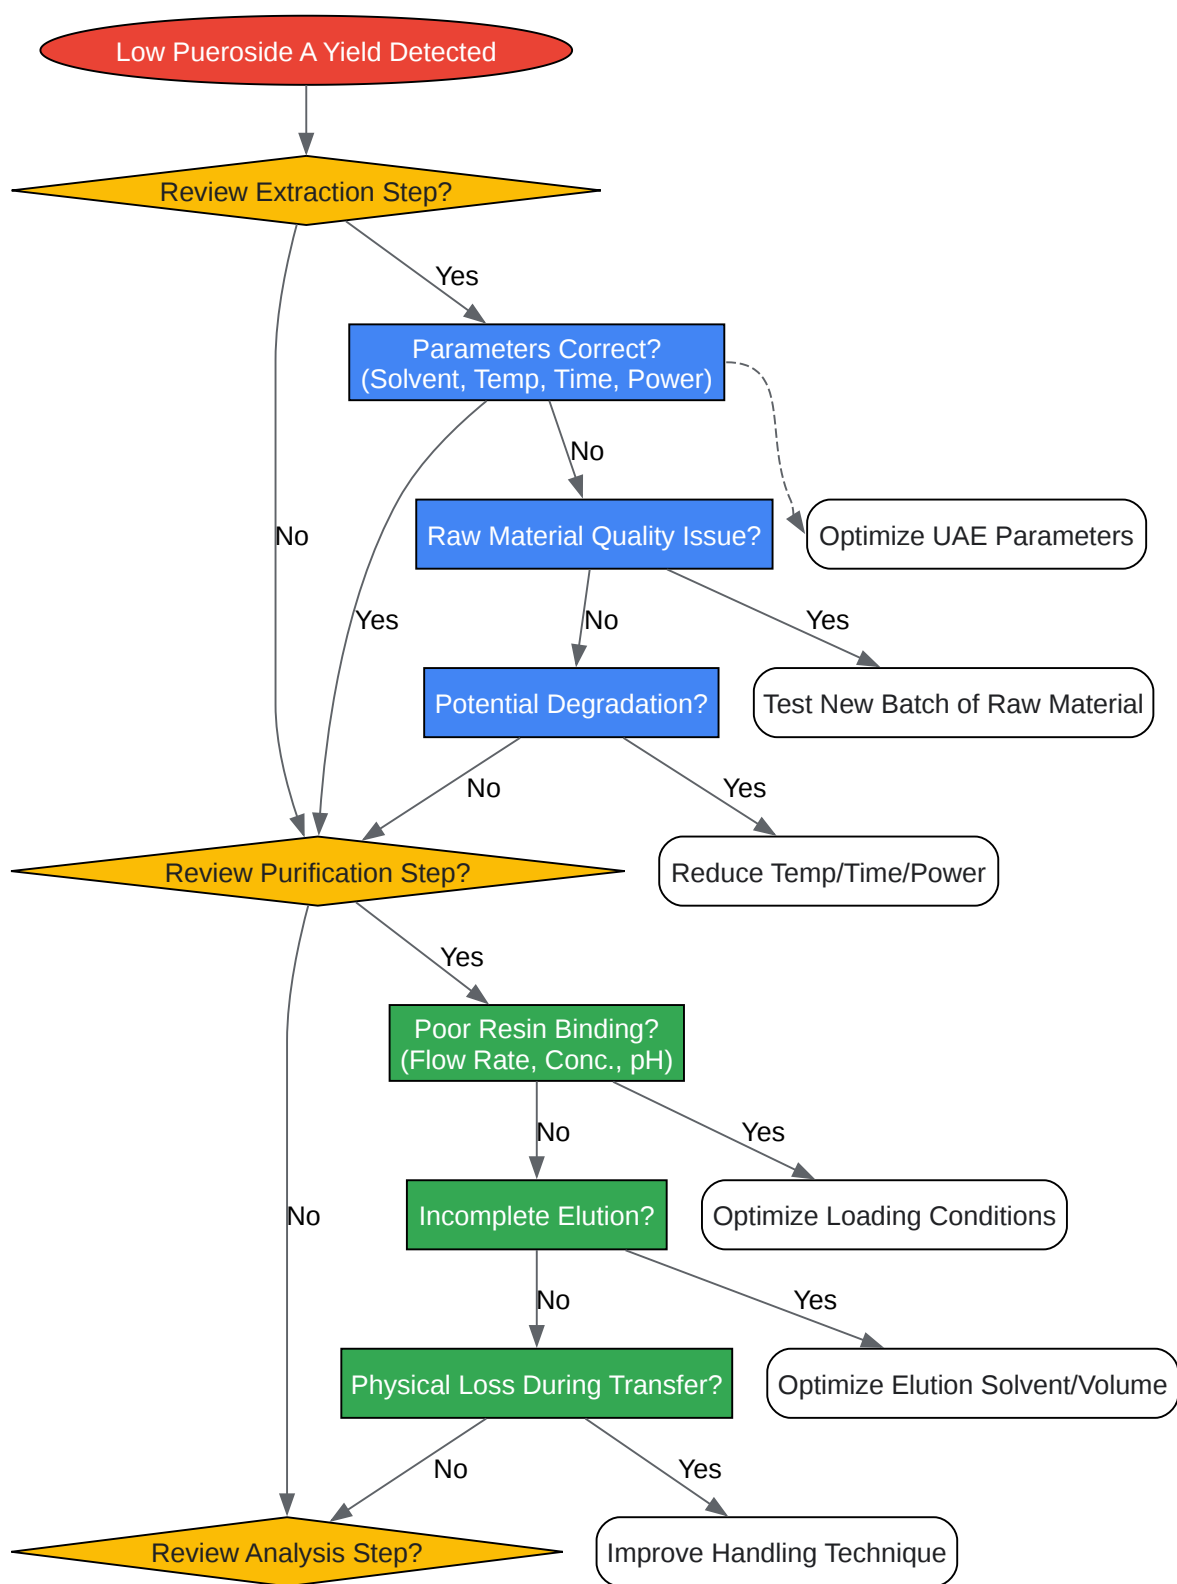 Low Pueroside A Yield Detected
Review Extraction Step?
Yes
Parameters Correct?
(Solvent, Temp, Time, Power)
No
Raw Material Quality Issue?
Optimize UAE Parameters
No
Yes
No
Yes
Potential Degradation?
Test New Batch of Raw Material
No
Yes
Review Purification Step?
Reduce Temp/Time/Power
Yes
Poor Resin Binding?
(Flow Rate, Conc., pH)
No
Yes
No
Incomplete Elution?
Optimize Loading Conditions
No
Yes
Physical Loss During Transfer?
Optimize Elution Solvent/Volume
No
Yes
Review Analysis Step?
Improve Handling Technique